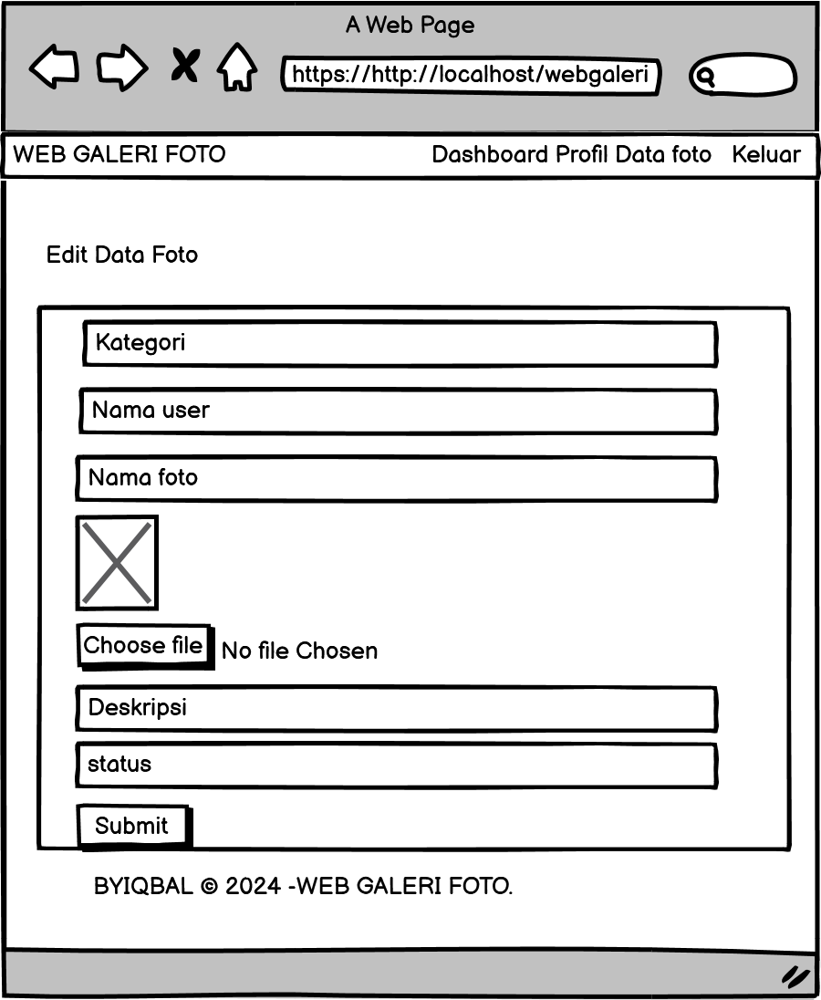 A Web Page
https://http://localhost/webgaleri
WEB GALERI FOTO Dashboard Profil Data foto Keluar
Edit Data Foto
Kategori
Nama user
Nama foto
Choose file No file Chosen
Deskripsi
status
Submit
BYIQBAL © 2024 -WEB GALERI FOTO.